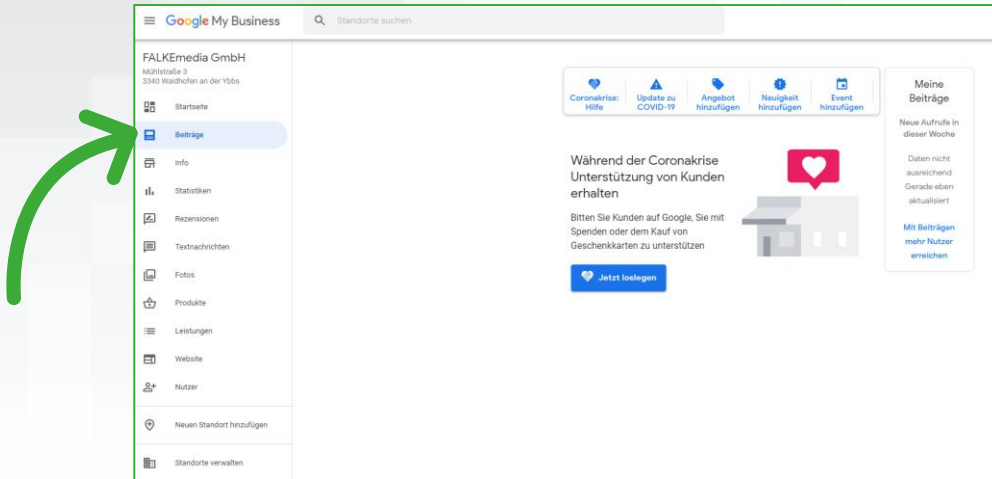 Google My Business
Standorte suchen
FALKEmedia GmbH
Mühlstraße 3
3340 Waidhofen an der Ybbs
Startseite
Beiträge
Info
Statistiken
Rezensionen
Textnachrichten
Fotos
Produkte
Leistungen
Website
Nutzer
Neuen Standort hinzufügen
Standorte verwalten
Coronakrise:
Hilfe
Update zu
COVID-19
Angebot
hinzufügen
Neuigkeit
hinzufügen
Event
hinzufügen
Während der Coronakrise
Unterstützung von Kunden
erhalten
Bitten Sie Kunden auf Google, Sie mit
Spenden oder dem Kauf von
Geschenkkarten zu unterstützen
Jetzt loslegen
Meine
Beiträge
Neue Aufrufe in
dieser Woche
Daten nicht
ausreichend
Gerade eben
aktualisiert
Mit Beiträgen
mehr Nutzer
erreichen